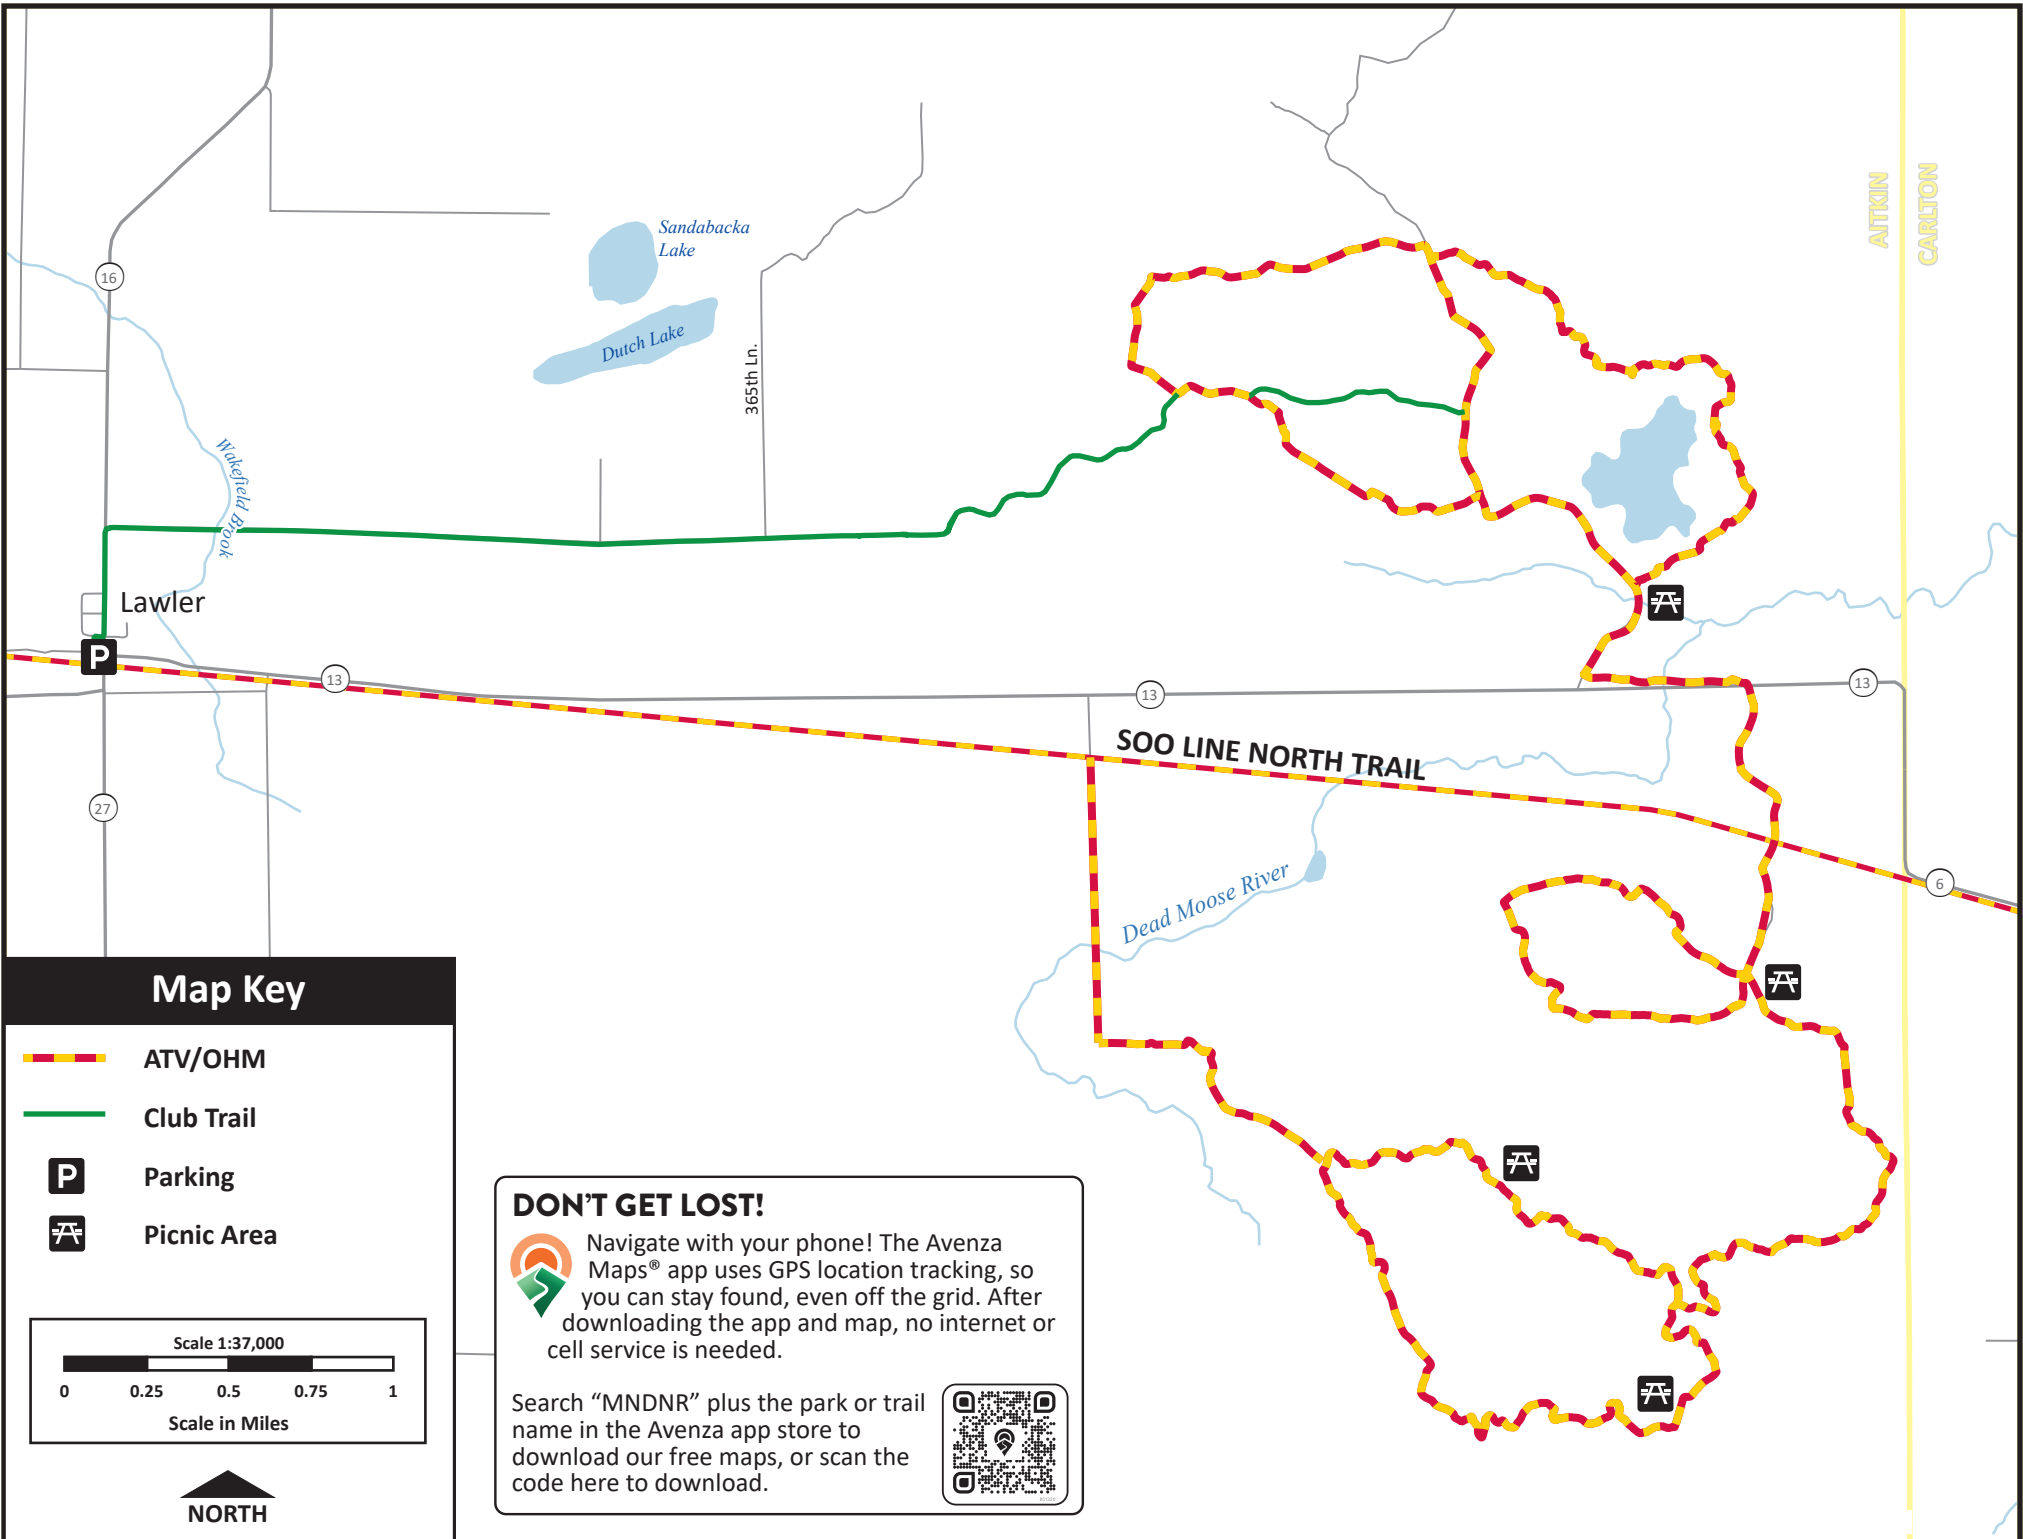 AITKIN
CARLTON
Sandabacka
Lake
16
Dutch Lake
365th Ln.
Wakefield Brook
Lawler
P
13
13
13
SOO LINE NORTH TRAIL
27
6
Dead Moose River
Map Key
ATV/OHM
Club Trail
P
Parking
Picnic Area
Scale 1:37,000
0 0.25 0.5 0.75 1
Scale in Miles
NORTH
DON'T GET LOST!
Navigate with your phone! The Avenza
Maps® app uses GPS location tracking, so
you can stay found, even off the grid. After
downloading the app and map, no internet or
cell service is needed.
Search “MNDNR” plus the park or trail
name in the Avenza app store to
download our free maps, or scan the
code here to download.